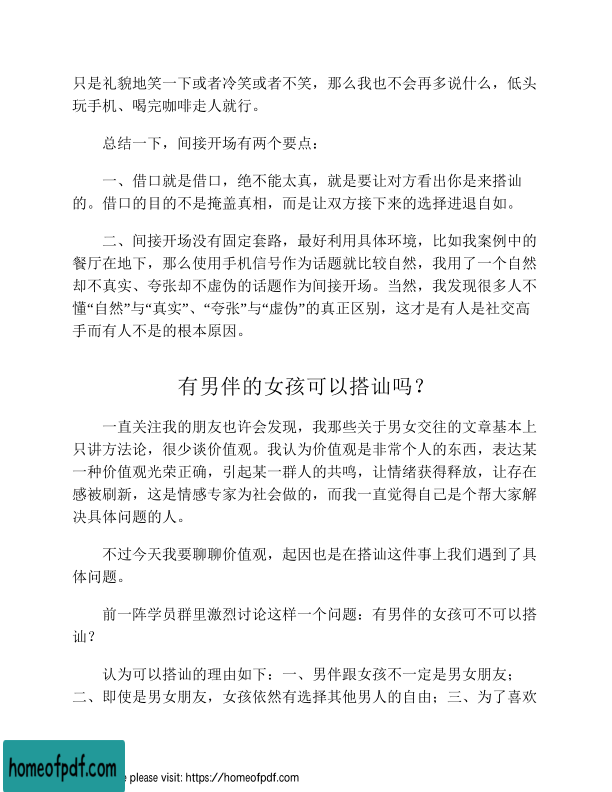 只是礼貌地笑一下或者冷笑或者不笑，那么我也不会再多说什么，低头
玩手机、喝完咖啡走人就行。
总结一下，间接开场有两个要点：
一、借口就是借口，绝不能太真，就是要让对方看出你是来搭讪
的。借口的目的不是掩盖真相，而是让双方接下来的选择进退自如。
二、间接开场没有固定套路，最好利用具体环境，比如我案例中的
餐厅在地下，那么使用手机信号作为话题就比较自然，我用了一个自然
却不真实、夸张却不虚伪的话题作为间接开场。当然，我发现很多人不
懂“自然”与“真实”、“夸张”与“虚伪”的真正区别，这才是有人是社交高
手而有人不是的根本原因。
有男伴的女孩可以搭讪吗？
一直关注我的朋友也许会发现，我那些关于男女交往的文章基本上
只讲方法论，很少谈价值观。我认为价值观是非常个人的东西，表达某
一种价值观光荣正确，引起某一群人的共鸣，让情绪获得释放，让存在
感被刷新，这是情感专家为社会做的，而我一直觉得自己是个帮大家解
决具体问题的人。
不过今天我要聊聊价值观，起因也是在搭讪这件事上我们遇到了具
体问题。
前一阵学员群里激烈讨论这样一个问题：有男伴的女孩可不可以搭
讪？
认为可以搭讪的理由如下：一、男伴跟女孩不一定是男女朋友；
二、即使是男女朋友，女孩依然有选择其他男人的自由；三、为了喜欢
homeofpdf.com
e please visit: https://homeofpdf.com